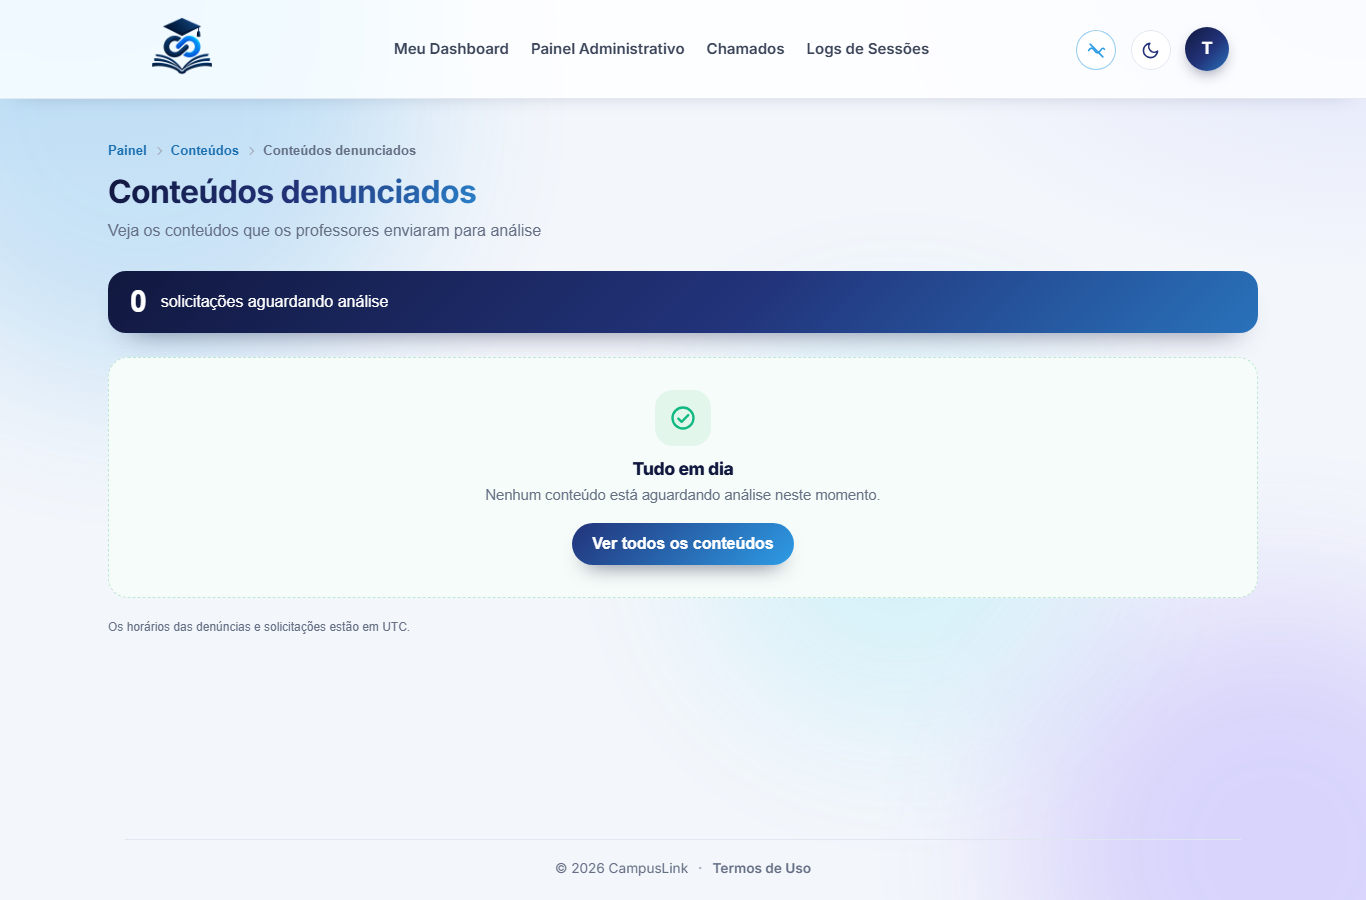 Meu Dashboard Painel Administrativo Chamados Logs de Sessões T
Painel > Conteúdos > Conteúdos denunciados
Conteúdos denunciados
Veja os conteúdos que os professores enviaram para análise
0 solicitações aguardando análise
Tudo em dia
Nenhum conteúdo está aguardando análise neste momento.
Ver todos os conteúdos
Os horários das denúncias e solicitações estão em UTC.
© 2026 CampusLink · Termos de Uso